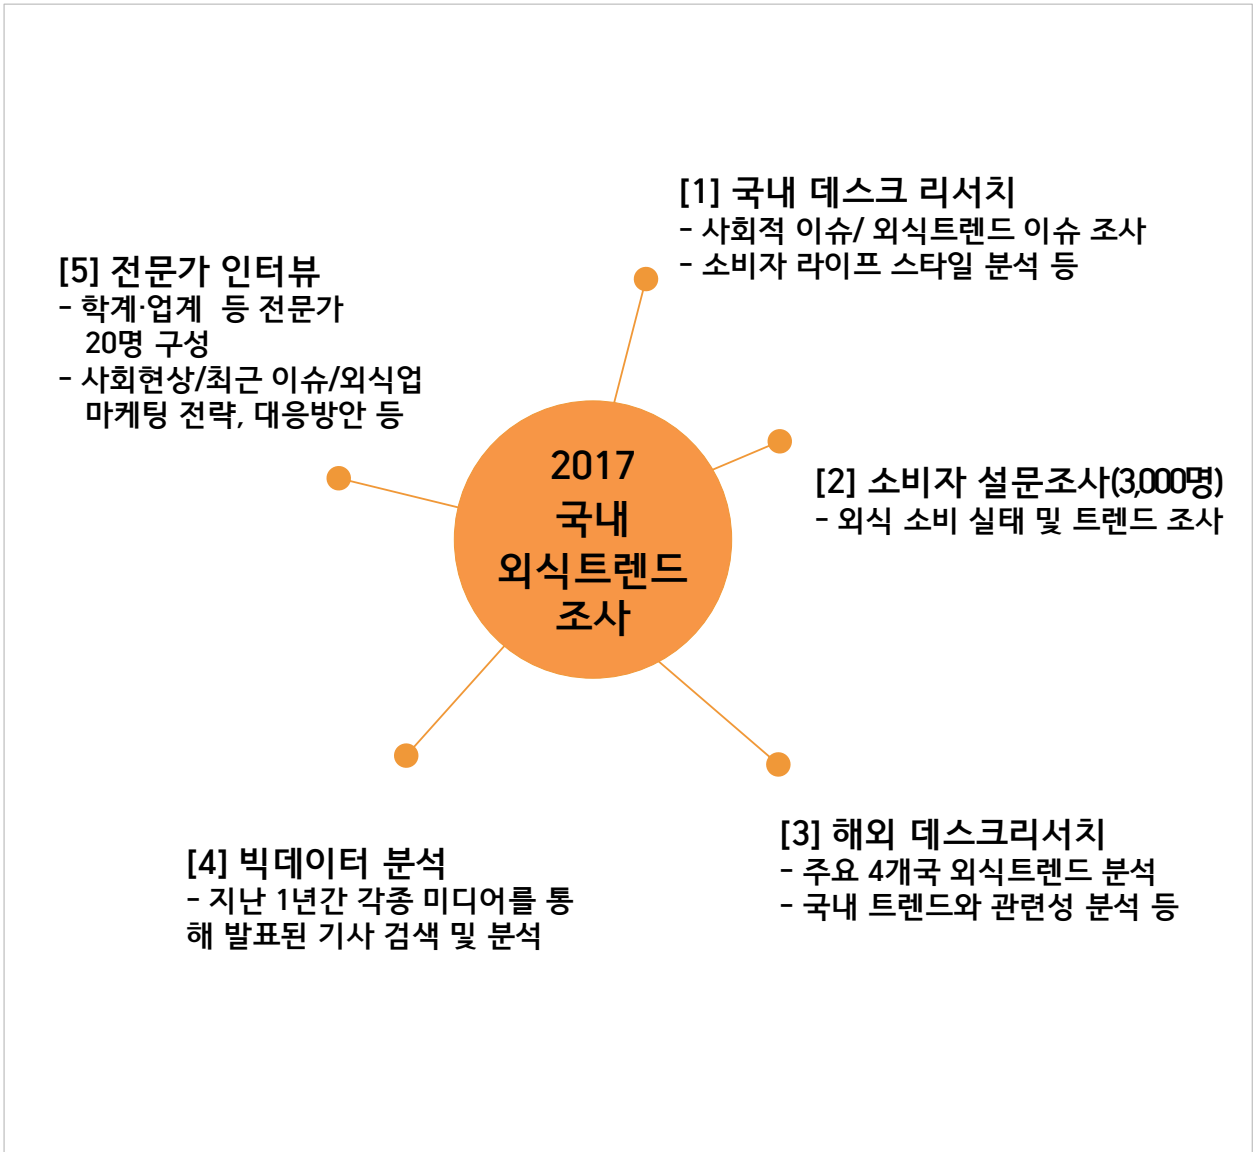 [1] 국내 데스크 리서치
- 사회적 이슈/ 외식트렌드 이슈 조사
- 소비자 라이프 스타일 분석 등
[5] 전문가 인터뷰
- 학계·업계 등 전문가
20명 구성
- 사회현상/최근 이슈/외식업
마케팅 전략, 대응방안 등
2017
국내
외식트렌드
조사
[2] 소비자 설문조사(3,000명)
- 외식 소비 실태 및 트렌드 조사
[3] 해외 데스크리서치
- 주요 4개국 외식트렌드 분석
- 국내 트렌드와 관련성 분석 등
[4] 빅데이터 분석
- 지난 1년간 각종 미디어를 통
해 발표된 기사 검색 및 분석